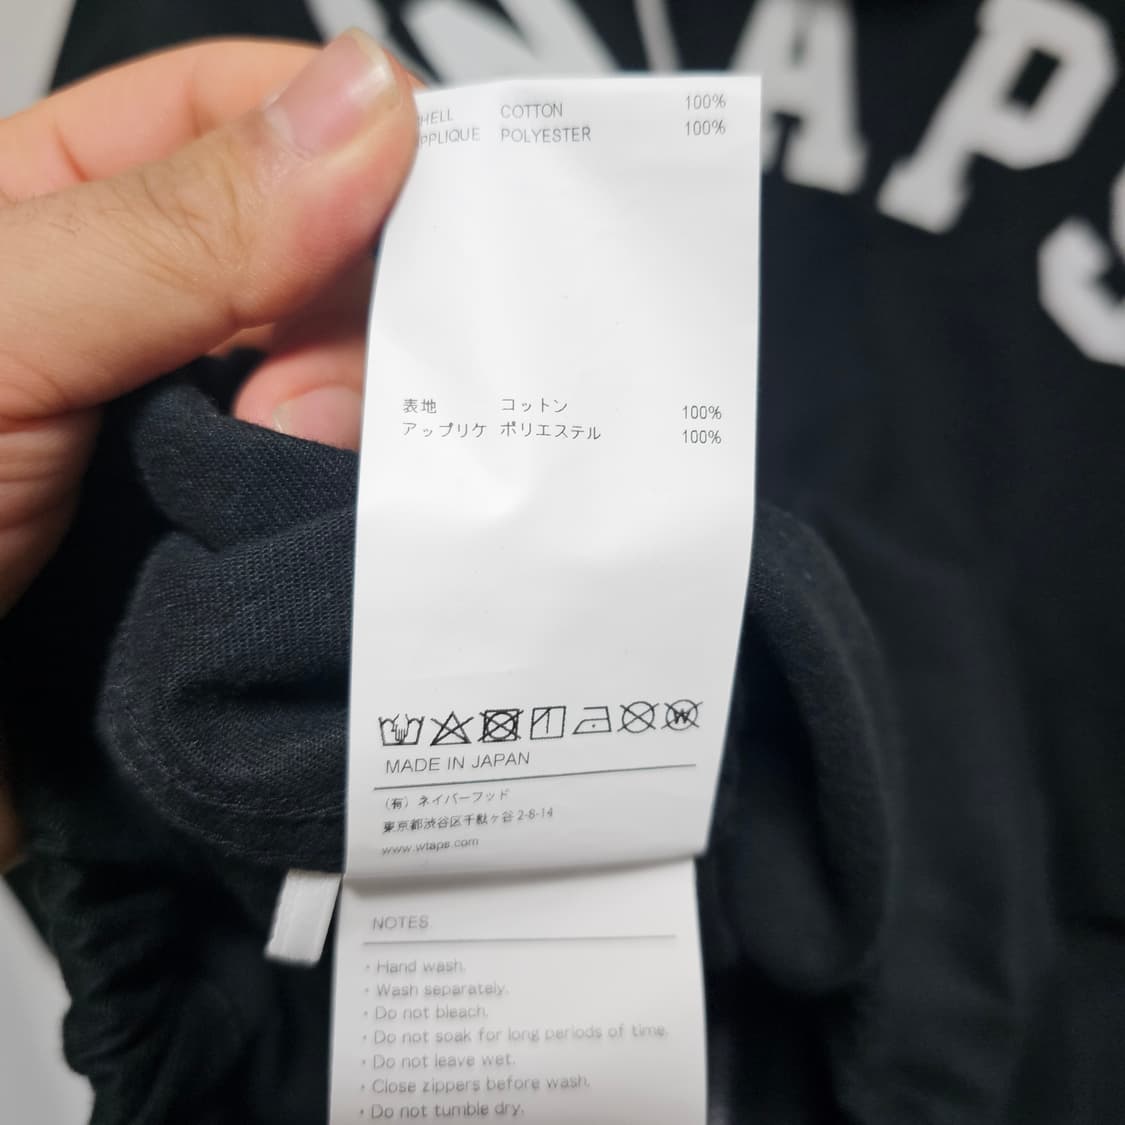 APS
HELL COTTON 100%
PPLIQUE POLYESTER 100%
表地 コットン 100%
アップリケ ポリエステル 100%
MADE IN JAPAN
(有) ネイバーフッド
東京都渋谷区千駄ヶ谷 2-8-14
www.wtaps.com
NOTES
・Hand wash.
・Wash separately.
・Do not bleach.
・Do not soak for long periods of time.
・Do not leave wet.
・Close zippers before wash.
・Do not tumble dry.